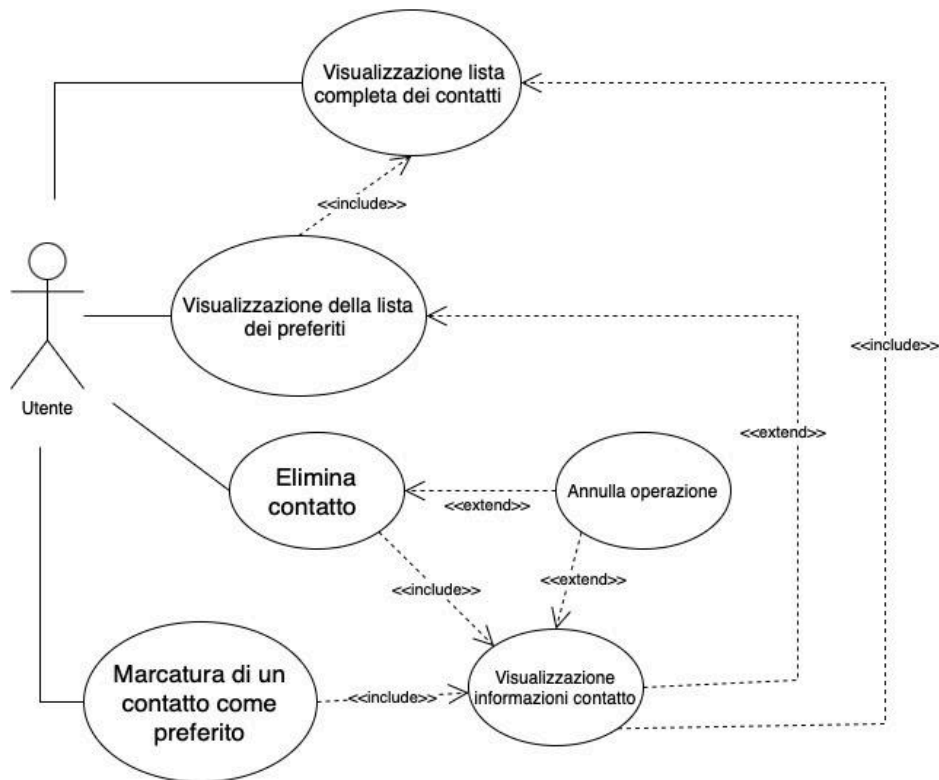 Visualizzazione lista
completa dei contatti
<<include>>
Visualizzazione della lista
dei preferiti
<<include>>
Utente
<<extend>>
Elimina
contatto
Annulla operazione
<<extend>>
<<extend>>
<<include>>
Marcatura di un
contatto come
preferito
<<include>>
Visualizzazione
informazioni contatto